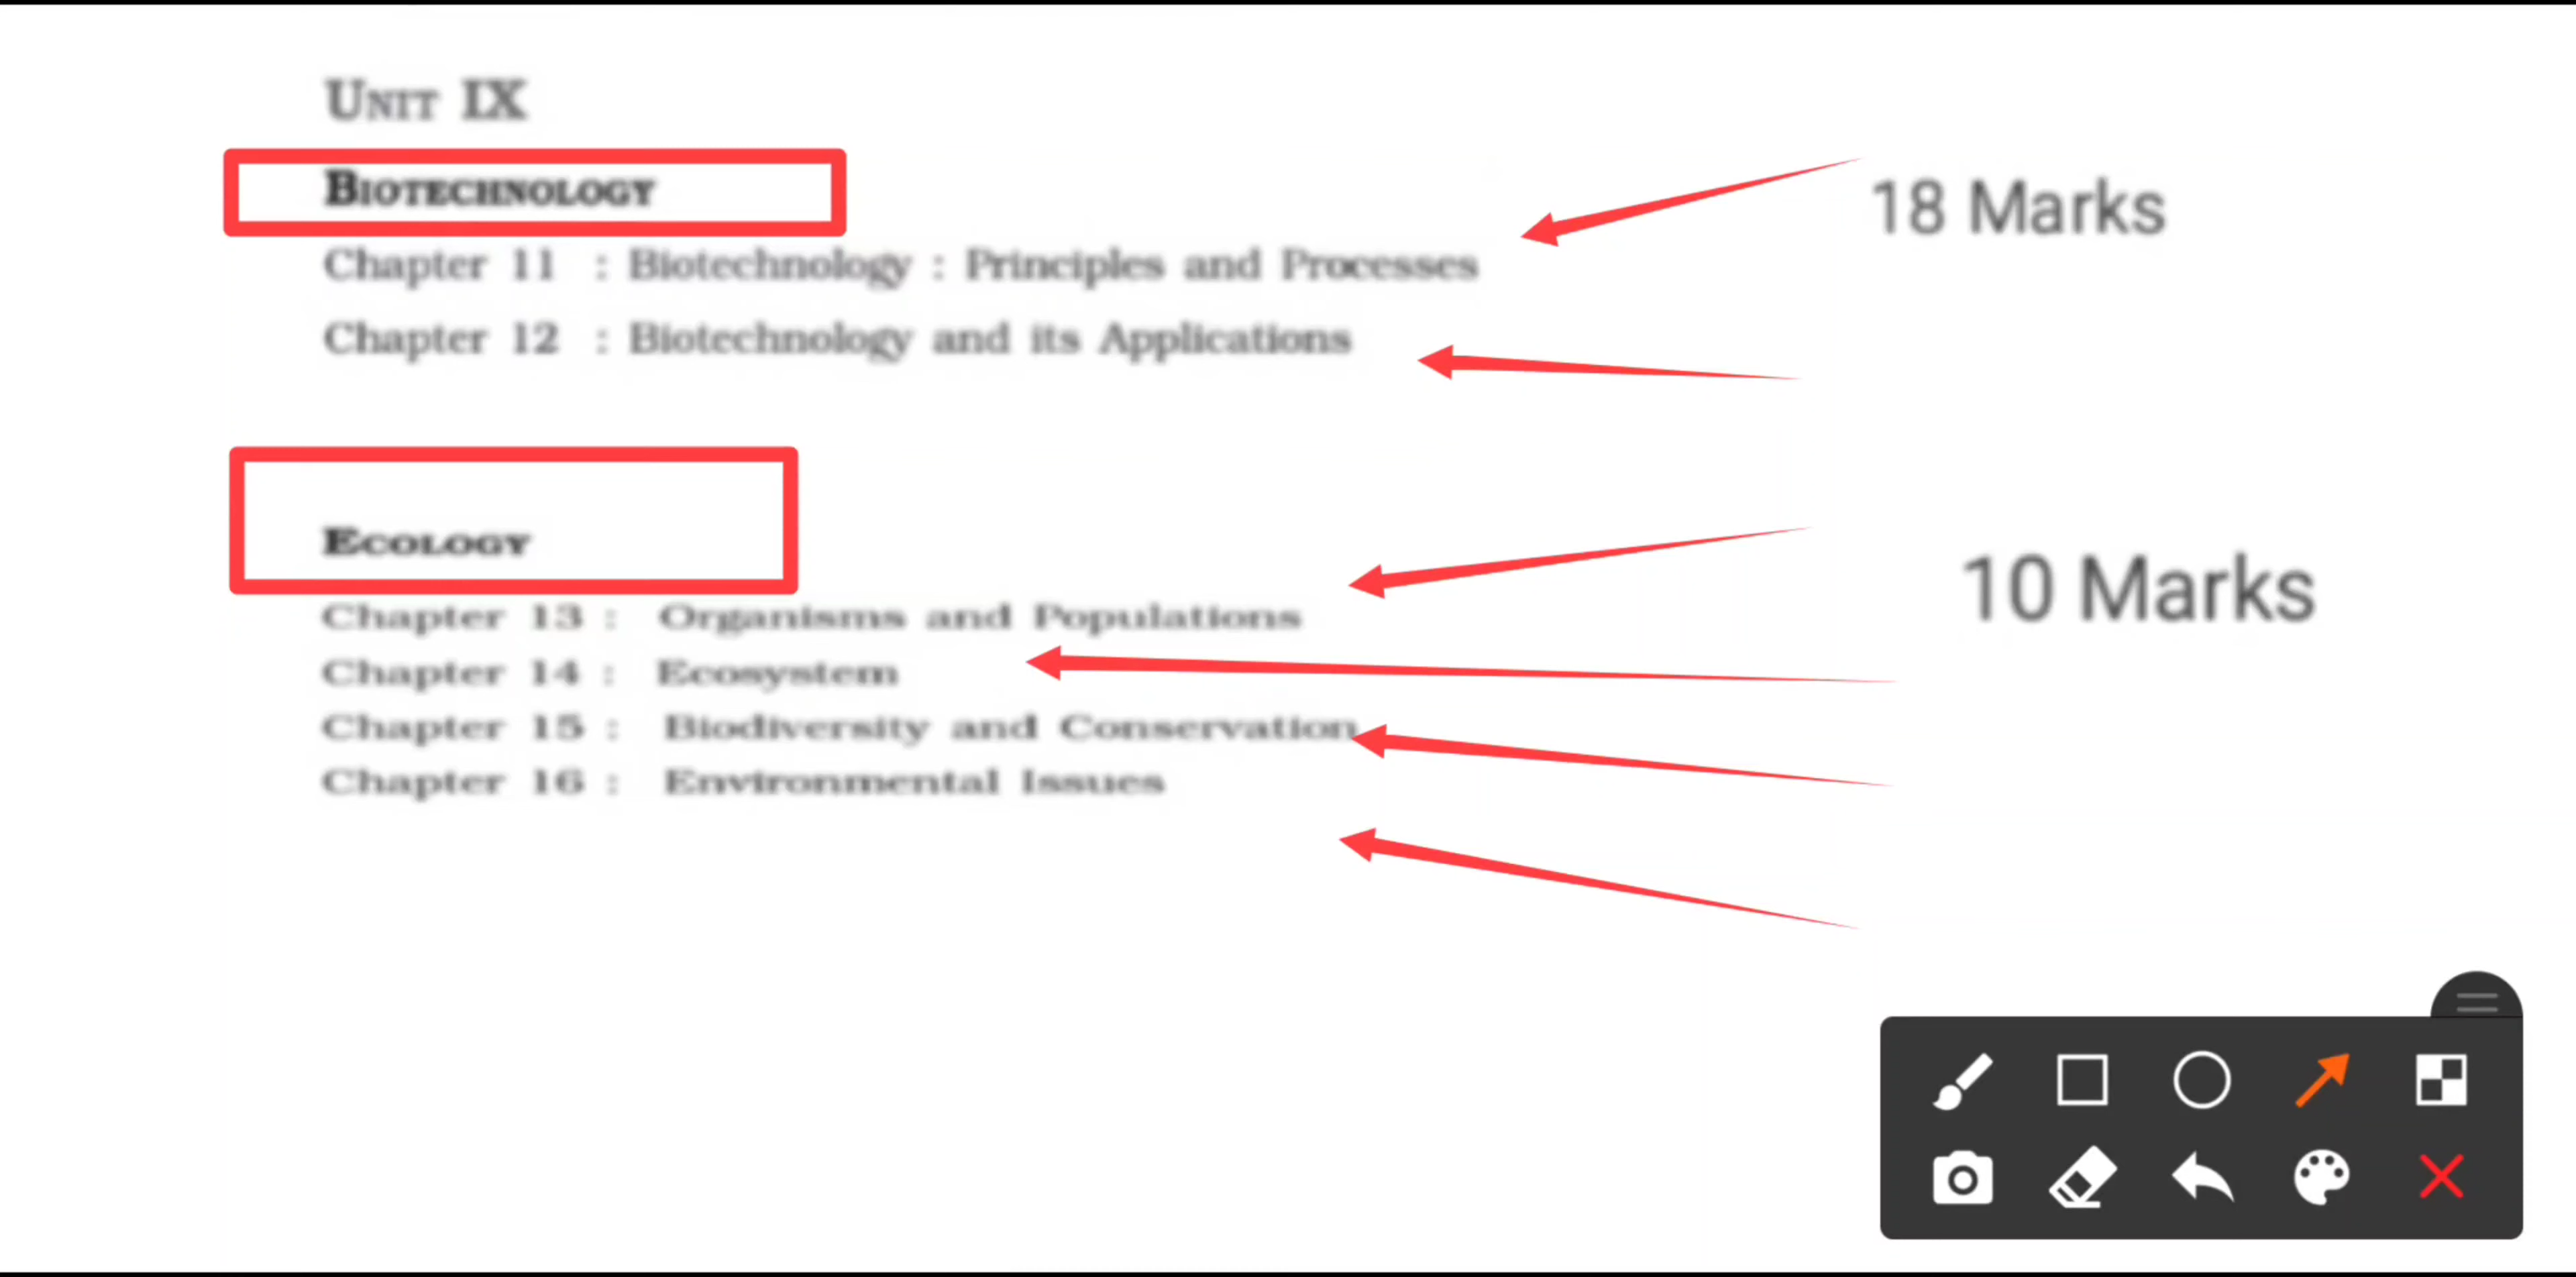 UNIT IX
BIOTECHNOLOGY
18 Marks
Chapter 11 : Biotechnology : Principles and Processes
Chapter 12 : Biotechnology and its Applications
ECOLOGY
10 Marks
Chapter 13 : Organisms and Populations
Chapter 14 : Ecosystem
Chapter 15 : Biodiversity and Conservation
Chapter 16 : Environmental Issues